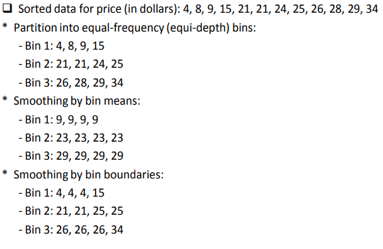 ❑ Sorted data for price (in dollars): 4, 8, 9, 15, 21, 21, 24, 25, 26, 28, 29, 34
* Partition into equal-frequency (equi-depth) bins:
- Bin 1: 4, 8, 9, 15
- Bin 2: 21, 21, 24, 25
- Bin 3: 26, 28, 29, 34
* Smoothing by bin means:
- Bin 1: 9, 9, 9, 9
- Bin 2: 23, 23, 23, 23
- Bin 3: 29, 29, 29, 29
* Smoothing by bin boundaries:
- Bin 1: 4, 4, 4, 15
- Bin 2: 21, 21, 25, 25
- Bin 3: 26, 26, 26, 34